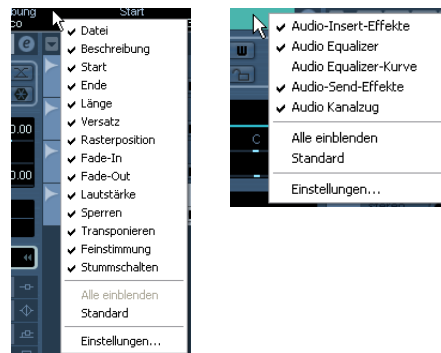 bung
Start
co
Datei
Beschreibung
Start
Ende
Länge
Versatz
Rasterposition
Fade-In
Fade-Out
Lautstärke
Sperren
Transponieren
Feinstimmung
Stummschalten
Alle einblenden
Standard
Einstellungen...
0.00
0.00
Audio-Insert-Effekte
Audio Equalizer
Audio Equalizer-Kurve
Audio-Send-Effekte
Audio Kanalzug
Alle einblenden
Standard
Einstellungen...
C